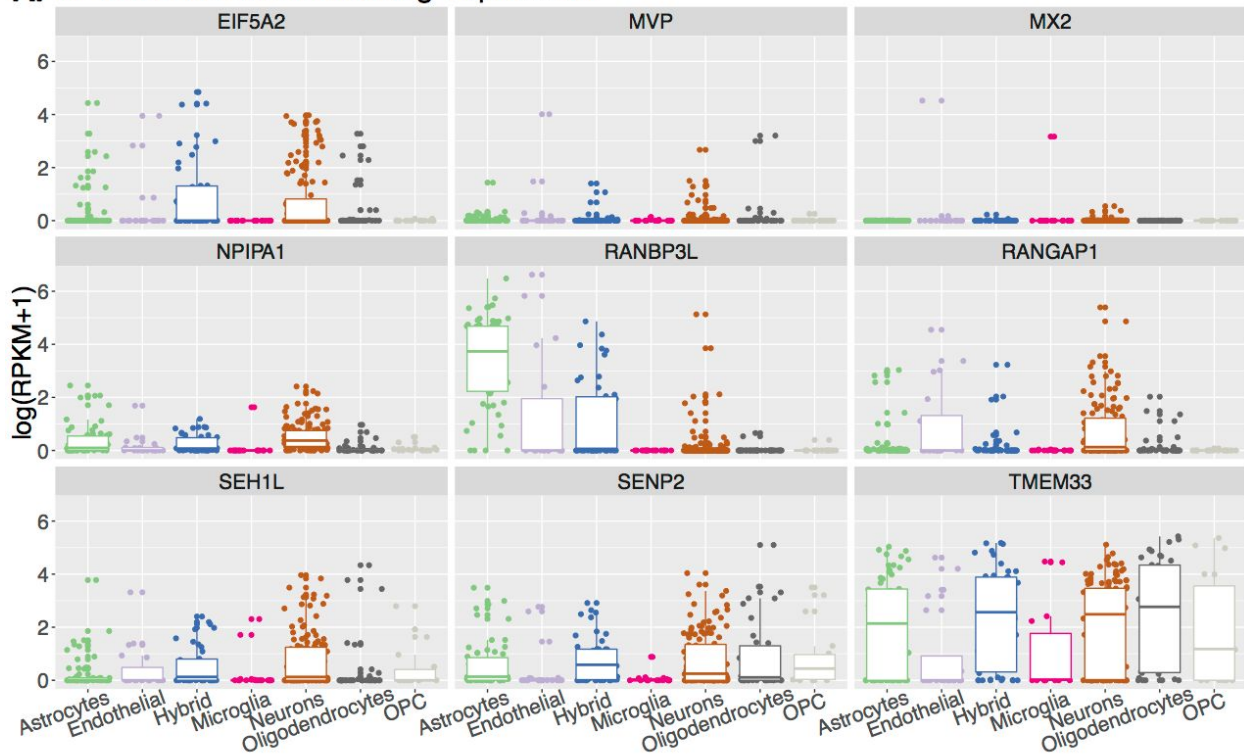 EIF5A2 MVP MX2
6
4
2
0
NPIPA1 RANBP3L RANGAP1
log(RPKM+1)
6
4
2
0
SEH1L SENP2 TMEM33
6
4
2
0
Astrocytes Endothelial Hybrid Microglia Neurons Oligodendrocytes OPC Astrocytes Endothelial Hybrid Microglia Neurons Oligodendrocytes OPC Astrocytes Endothelial Hybrid Microglia Neurons Oligodendrocytes OPC